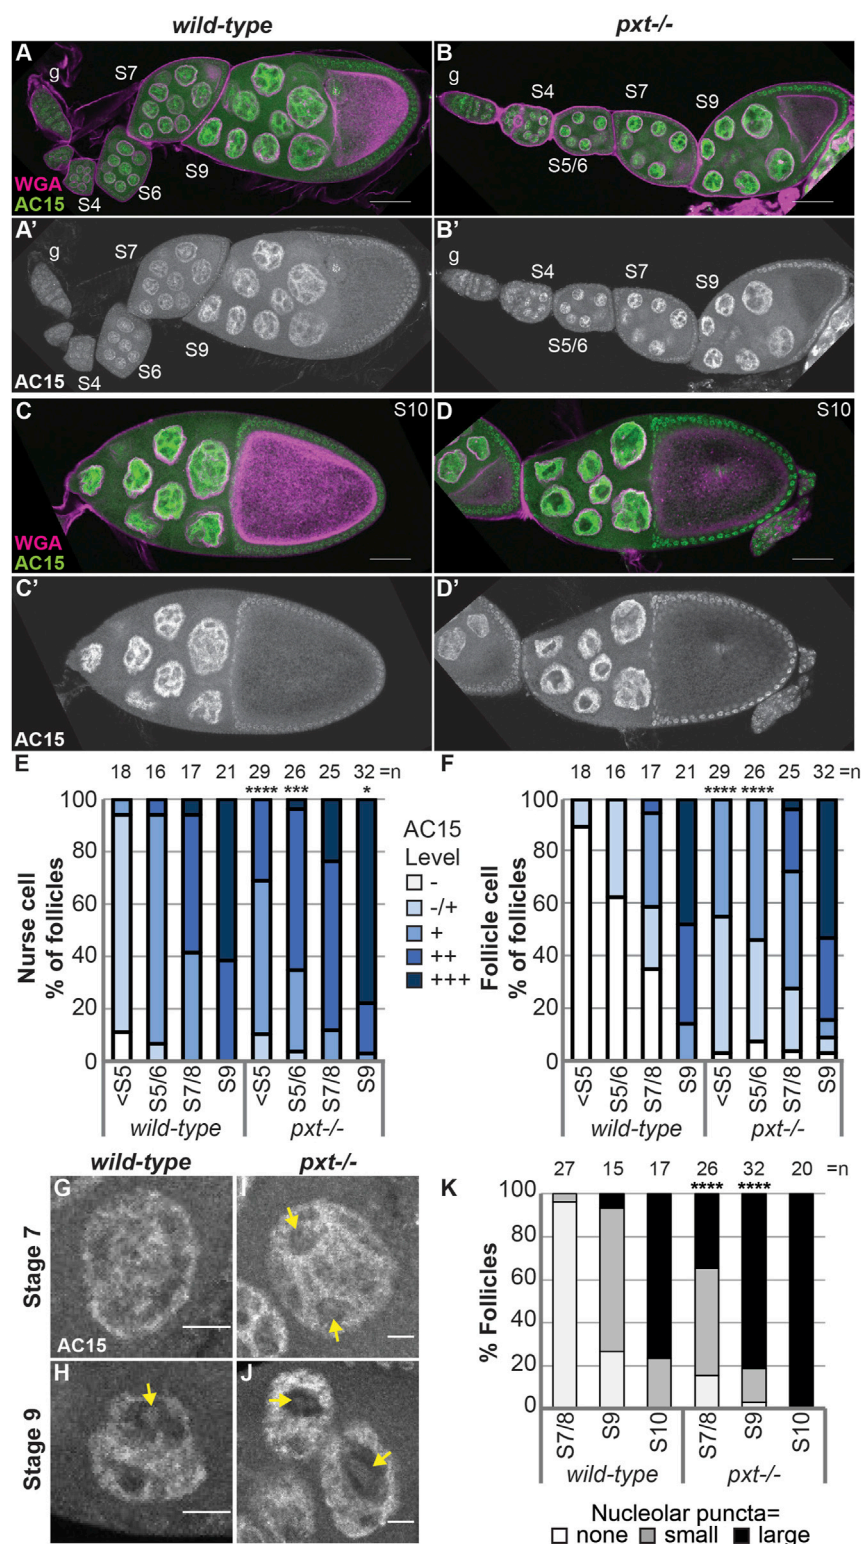 wild-type pxt-/-
A g S7 S4 S6 S9 WGA AC15
B g S4 S5/6 S7 S9
A’ g S7 S4 S6 S9 AC15
B’ g S4 S5/6 S7 S9
C WGA AC15 S10
D S10
C’ AC15
D’
E 18 16 17 21 29 26 25 32 =n
**** *** *
100
80
60
40
20
0
Nurse cell
% of follicles
<S5 S5/6 S7/8 S9 <S5 S5/6 S7/8 S9
wild-type pxt-/-
AC15
Level
-
-/+
+
++
+++
F 18 16 17 21 29 26 25 32 =n
**** ****
100
80
60
40
20
0
Follicle cell
% of follicles
<S5 S5/6 S7/8 S9 <S5 S5/6 S7/8 S9
wild-type pxt-/-
wild-type pxt-/-
Stage 7
G I
AC15
Stage 9
H J
K 27 15 17 26 32 20 =n
**** ****
100
80
60
40
20
0
% Follicles
S7/8 S9 S10 S7/8 S9 S10
wild-type pxt-/-
Nucleolar puncta=
none small large